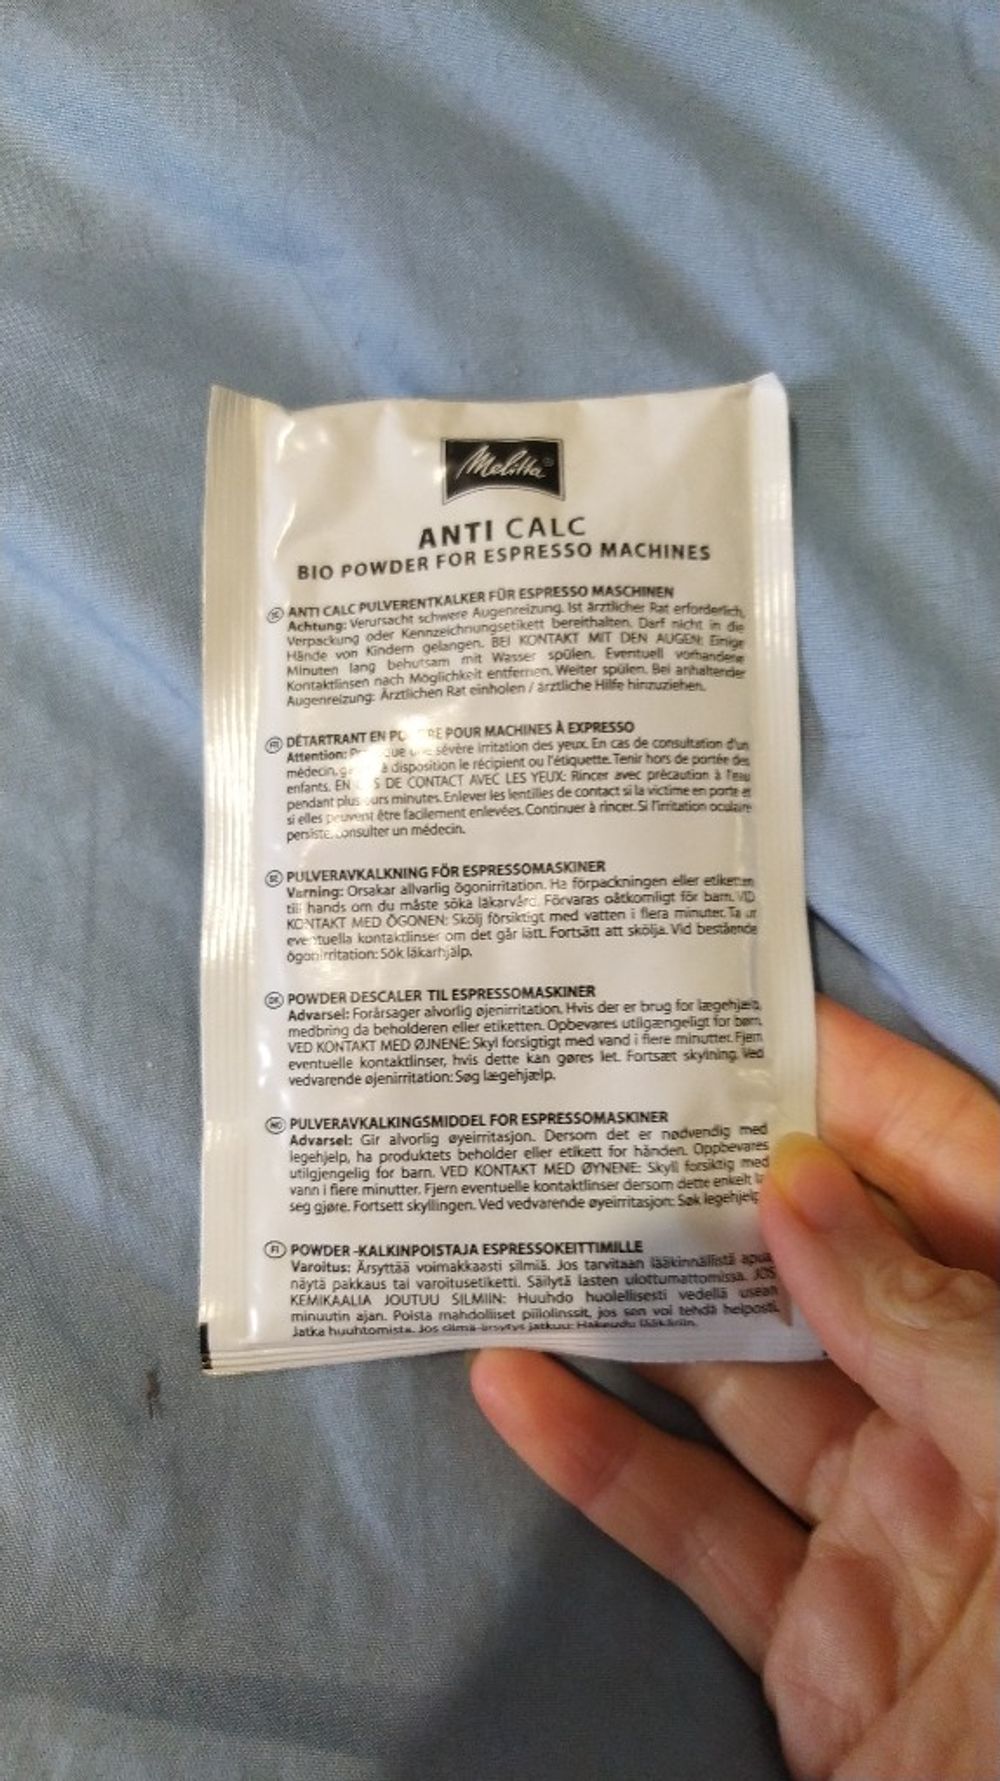 Melitta®
ANTI CALC
BIO POWDER FOR ESPRESSO MACHINES
DE ANTI CALC PULVERENTKALKER FÜR ESPRESSO MASCHINEN
Achtung: Verursacht schwere Augenreizung. Ist ärztlicher Rat erforderlich,
Verpackung oder Kennzeichnungsetikett bereithalten. Darf nicht in die
Hände von Kindern gelangen. BEI KONTAKT MIT DEN AUGEN: Einige
Minuten lang behutsam mit Wasser spülen. Eventuell vorhandene
Kontaktlinsen nach Möglichkeit entfernen. Weiter spülen. Bei anhaltender
Augenreizung: Ärztlichen Rat einholen / ärztliche Hilfe hinzuziehen.
FR DÉTARTRANT EN POUR MACHINES À EXPRESSO
Attention: sévère irritation des yeux. En cas de consultation d'un
médecin, à disposition le récipient ou l'étiquette. Tenir hors de portée des
enfants. EN DE CONTACT AVEC LES YEUX: Rincer avec précaution à l'eau
pendant plusieurs minutes. Enlever les lentilles de contact si la victime en porte et
si elles peuvent être facilement enlevées. Continuer à rincer. Si l'irritation oculaire
persiste: consulter un médecin.
SE PULVERAVKALKNING FÖR ESPRESSOMASKINER
Varning: Orsakar allvarlig ögonirritation. Ha förpackningen eller etiketten
till hands om du måste söka läkarvård. Förvaras oåtkomligt för barn. VID
KONTAKT MED ÖGONEN: Skölj försiktigt med vatten i flera minuter. Ta ur
eventuella kontaktlinser om det går lätt. Fortsätt att skölja. Vid bestående
ögonirritation: Sök läkarhjälp.
DK POWDER DESCALER TIL ESPRESSOMASKINER
Advarsel: Forårsager alvorlig øjenirritation. Hvis der er brug for lægehjælp,
medbring da beholderen eller etiketten. Opbevares utilgængeligt for børn.
VED KONTAKT MED ØJNENE: Skyl forsigtigt med vand i flere minutter. Fjern
eventuelle kontaktlinser, hvis dette kan gøres let. Fortsæt skylning. Ved
vedvarende øjenirritation: Søg lægehjælp.
NO PULVERAVKALKINGSMIDDEL FOR ESPRESSOMASKINER
Advarsel: Gir alvorlig øyeirritasjon. Dersom det er nødvendig med
legehjelp, ha produktets beholder eller etikett for hånden. Oppbevares
utilgjengelig for barn. VED KONTAKT MED ØYNENE: Skyll forsiktig med
vann i flere minutter. Fjern eventuelle kontaktlinser dersom dette enkelt
seg gjøre. Fortsett skyllingen. Ved vedvarende øyeirritasjon: Søk legehjelp.
FI POWDER -KALKINPOISTAJA ESPRESSOKEITTIMILLE
Varoitus: Ärsyttää voimakkaasti silmiä. Jos tarvitaan lääkinnällistä apua,
näytä pakkaus tai varoitusetiketti. Säilytä lasten ulottumattomissa. JOS
KEMIKAALIA JOUTUU SILMIIN: Huuhdo huolellisesti vedellä usean
minuutin ajan. Poista mahdolliset piilolinssit, jos sen voi tehdä helposti.
Jatka huuhtomista. Jos silmä-ärsytys jatkuu: Hakeudu lääkäriin.